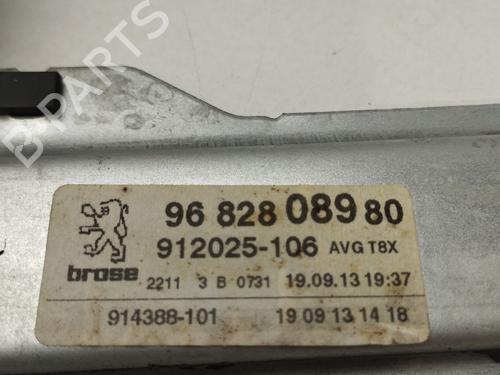 B-PARTS
96 828 089 80
912025-106 AVG T8X
brose 2211 3 B 0731 19.09.13 19:37
914388-101 19 09 13 14 18